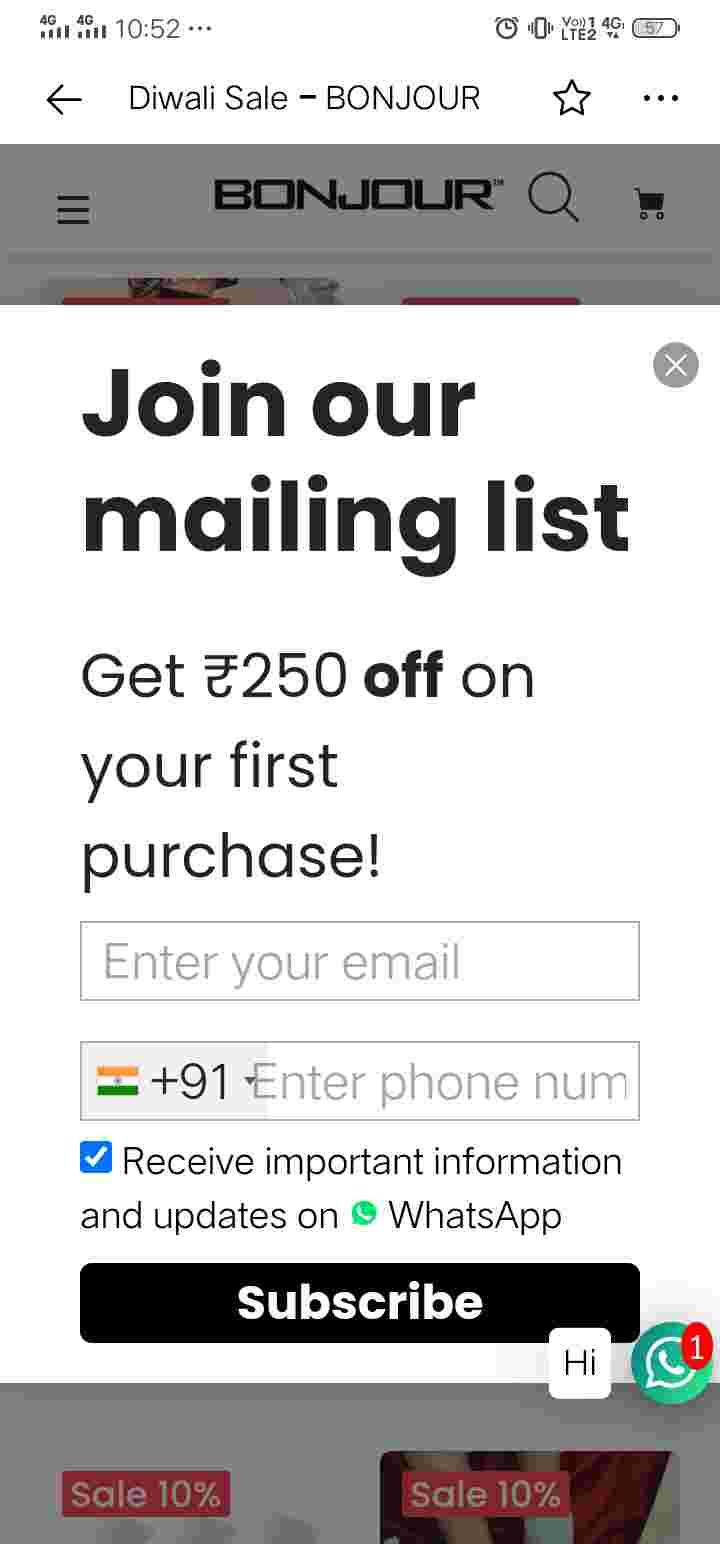 4G 4G 10:52 ··· Vo)) 1 LTE2 4G 57
Diwali Sale – BONJOUR
BONJOUR™
Join our
mailing list
Get ₹250 off on
your first
purchase!
Enter your email
+91 Enter phone num
Receive important information
and updates on WhatsApp
Subscribe
Hi 1
Sale 10% Sale 10%